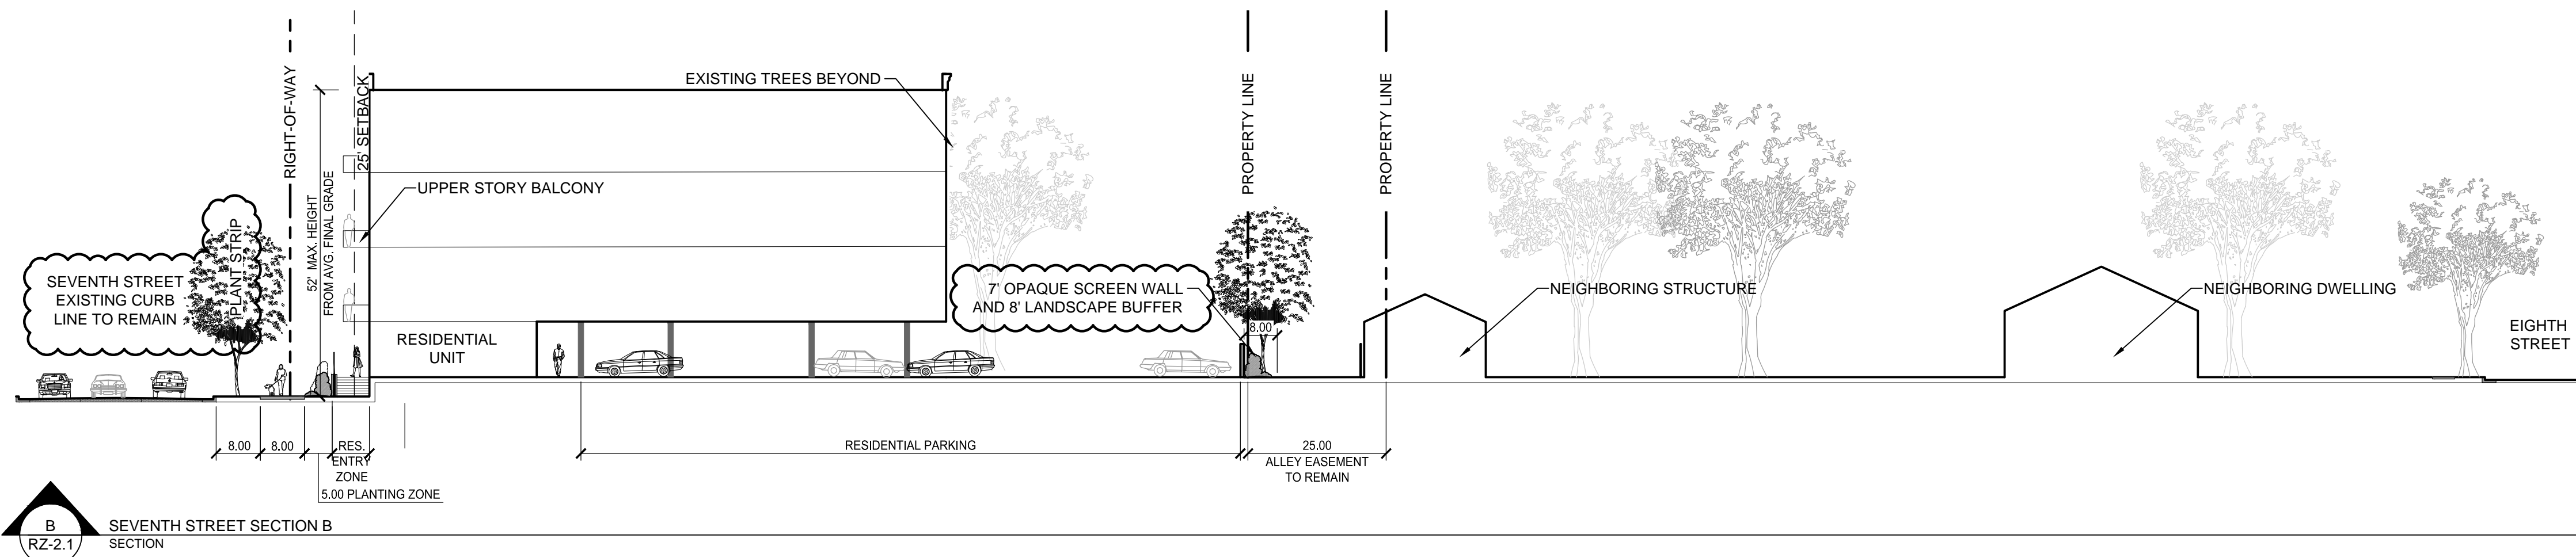 RIGHT-OF-WAY
25' SETBACK
52' MAX. HEIGHT
FROM AVG. FINAL GRADE
PLANT STRIP
SEVENTH STREET
EXISTING CURB
LINE TO REMAIN
EXISTING TREES BEYOND
UPPER STORY BALCONY
RESIDENTIAL
UNIT
7' OPAQUE SCREEN WALL
AND 8' LANDSCAPE BUFFER
8.00
PROPERTY LINE
PROPERTY LINE
NEIGHBORING STRUCTURE
NEIGHBORING DWELLING
EIGHTH
STREET
8.00
8.00
RES.
ENTRY
ZONE
5.00 PLANTING ZONE
RESIDENTIAL PARKING
25.00
ALLEY EASEMENT
TO REMAIN
B
RZ-2.1
SEVENTH STREET SECTION B
SECTION